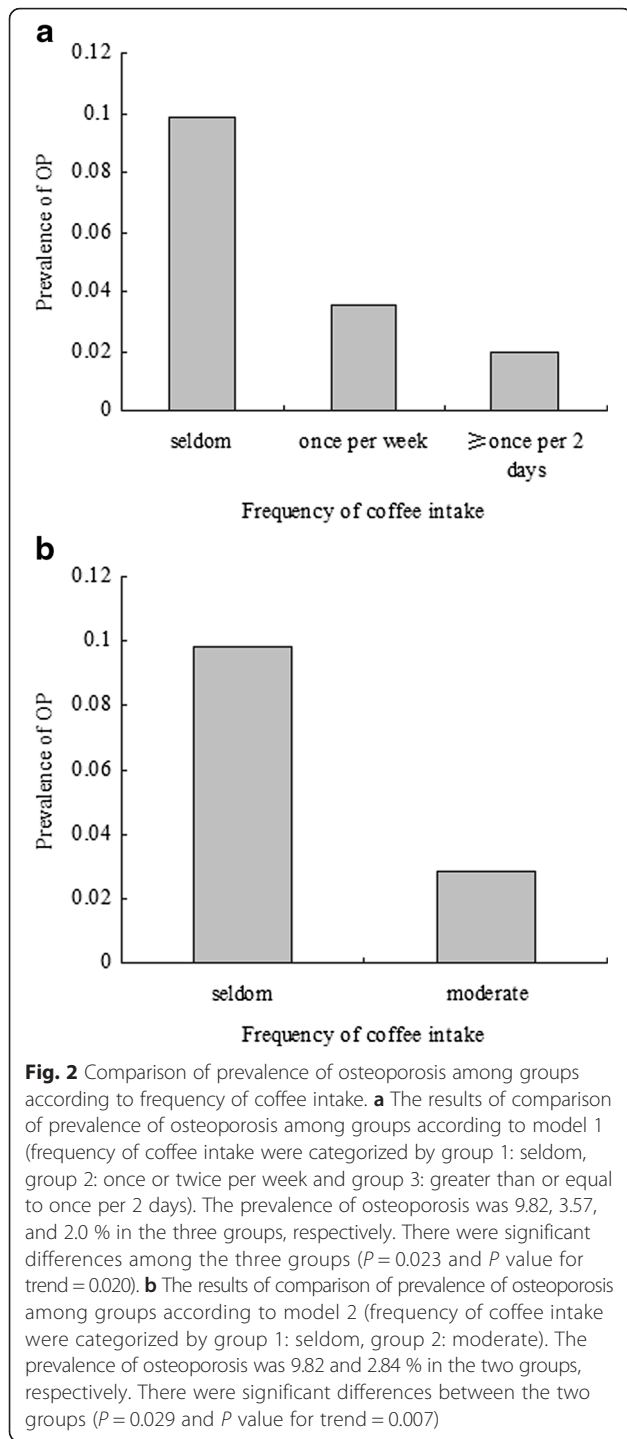 a
0.12
0.1
0.08
0.06
0.04
0.02
0
Prevalence of OP
seldom
once per week
≥once per 2
days
Frequency of coffee intake
b
0.12
0.1
0.08
0.06
0.04
0.02
0
Prevalence of OP
seldom
moderate
Frequency of coffee intake
Fig. 2 Comparison of prevalence of osteoporosis among groups
according to frequency of coffee intake. a The results of comparison
of prevalence of osteoporosis among groups according to model 1
(frequency of coffee intake were categorized by group 1: seldom,
group 2: once or twice per week and group 3: greater than or equal
to once per 2 days). The prevalence of osteoporosis was 9.82, 3.57,
and 2.0 % in the three groups, respectively. There were significant
differences among the three groups (P = 0.023 and P value for
trend = 0.020). b The results of comparison of prevalence of osteoporosis
among groups according to model 2 (frequency of coffee intake
were categorized by group 1: seldom, group 2: moderate). The
prevalence of osteoporosis was 9.82 and 2.84 % in the two groups,
respectively. There were significant differences between the two
groups (P = 0.029 and P value for trend = 0.007)